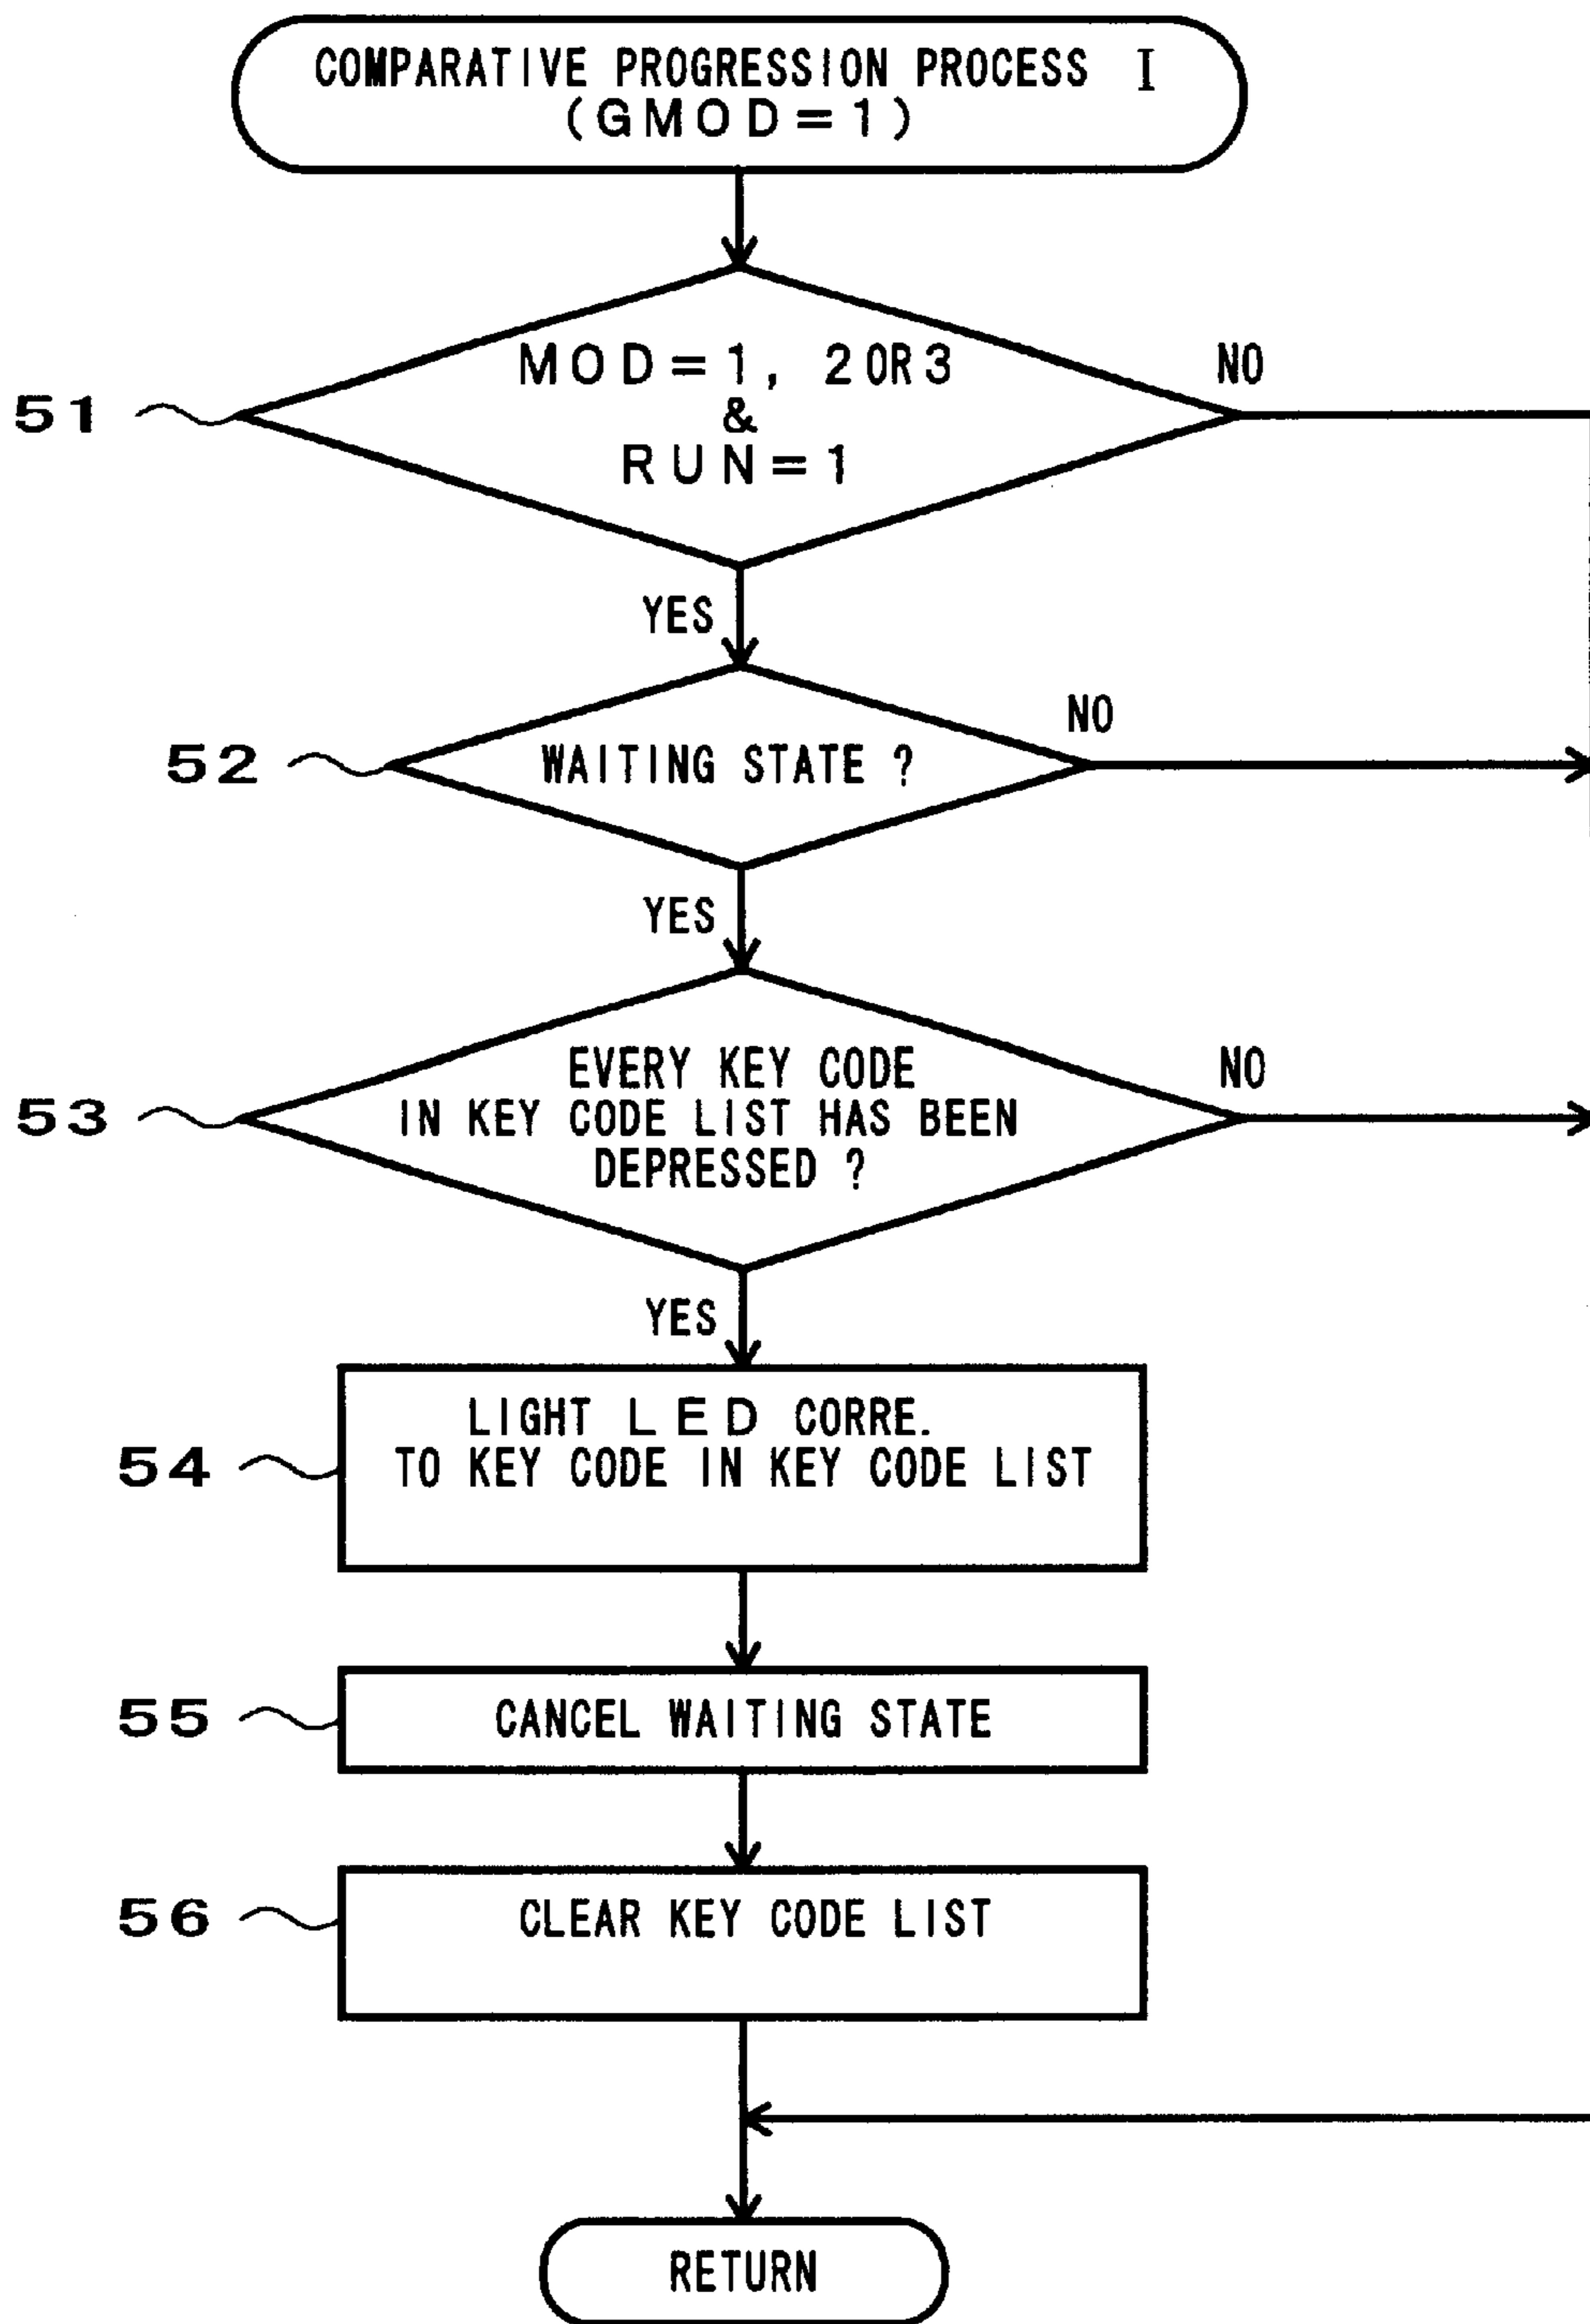 COMPARATIVE PROGRESSION PROCESS I
(GMOD=1)
MOD=1, 2OR3
&
RUN=1
NO
51
YES
NO
52
WAITING STATE ?
YES
EVERY KEY CODE
NO
53
IN KEY CODE LIST HAS BEEN
DEPRESSED ?
YES
LIGHT LED CORRE.
54
TO KEY CODE IN KEY CODE LIST
55
CANCEL WAITING STATE
56
CLEAR KEY CODE LIST
RETURN